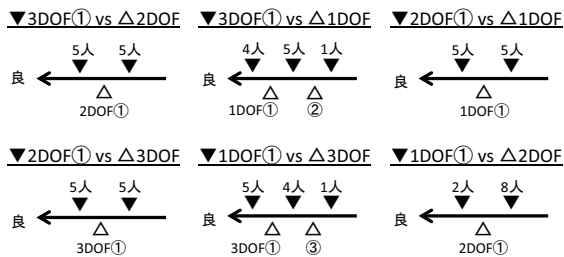 ▼3DOF① vs △2DOF
5人 5人
▼ ▼
良
△
2DOF①
▼3DOF① vs △1DOF
4人 5人 1人
▼ ▼ ▼
良
△ △
1DOF① ②
▼2DOF① vs △1DOF
5人 5人
▼ ▼
良
△
1DOF①
▼2DOF① vs △3DOF
5人 5人
▼ ▼
良
△
3DOF①
▼1DOF① vs △3DOF
5人 4人 1人
▼ ▼ ▼
良
△ △
3DOF① ③
▼1DOF① vs △2DOF
2人 8人
▼ ▼
良
△
2DOF①